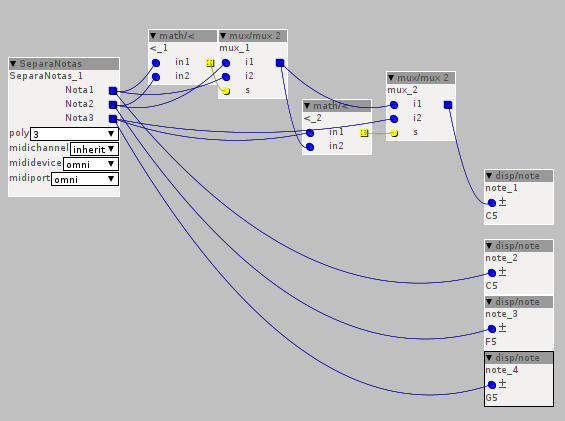 SeparaNotas
SeparaNotas_1
Nota1
Nota2
Nota3
poly 3
midichannel inherit
mididevice omni
midiport omni
math/<
<_1
in1
in2
mux/mux 2
mux_1
i1
i2
s
math/<
<_2
in1
in2
mux/mux 2
mux_2
i1
i2
s
disp/note
note_1
±
C5
disp/note
note_2
±
C5
disp/note
note_3
±
F5
disp/note
note_4
±
G5